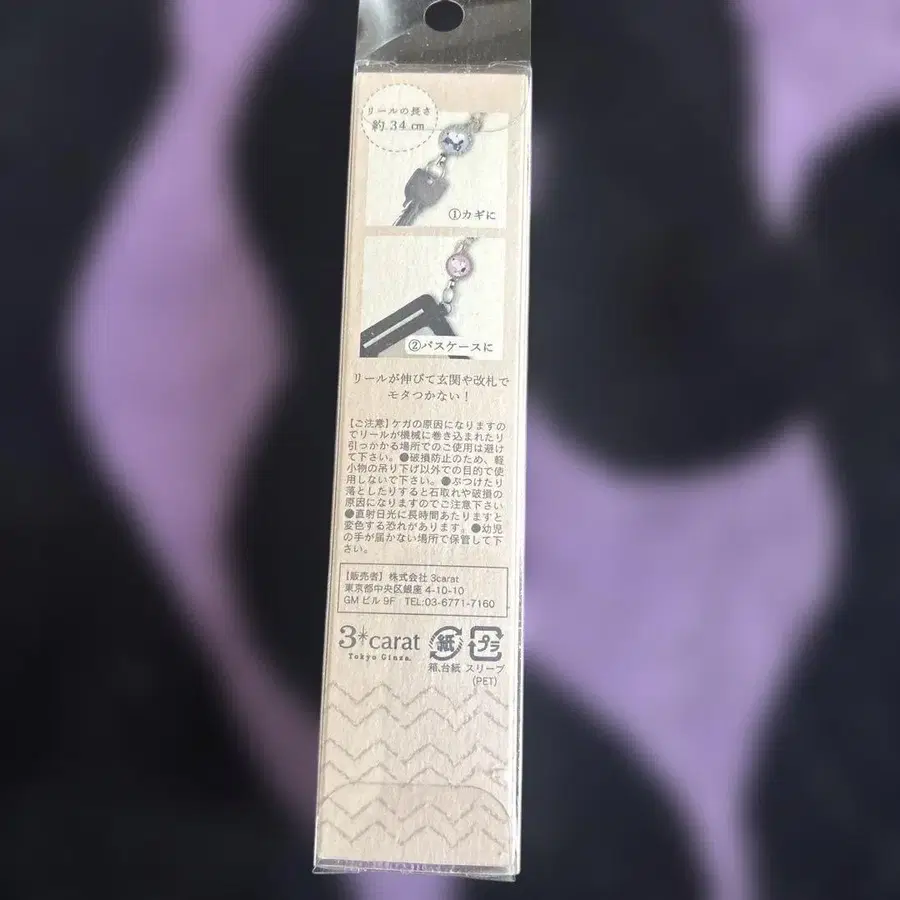 リールの長さ
約34cm
①カギに
②パスケースに
リールが伸びて玄関や改札で
モタつかない！
【ご注意】ケガの原因になりますの
でリールが機械に巻き込まれたり
引っかかる場所でのご使用は避け
て下さい。●破損防止のため、軽
小物の吊り下げ以外での目的で使
用しないで下さい。●ぶつけたり
落としたりすると石取れや破損の
原因になりますのでご注意下さい
●直射日光に長時間あたりますと
変色する恐れがあります。●幼児
の手が届かない場所で保管して下
さい。
【販売者】株式会社 3carat
東京都中央区銀座 4-10-10
GMビル 9F TEL:03-6771-7160
3*carat
Tokyo Ginza.
紙
プラ
箱、台紙 スリーブ
(PET)